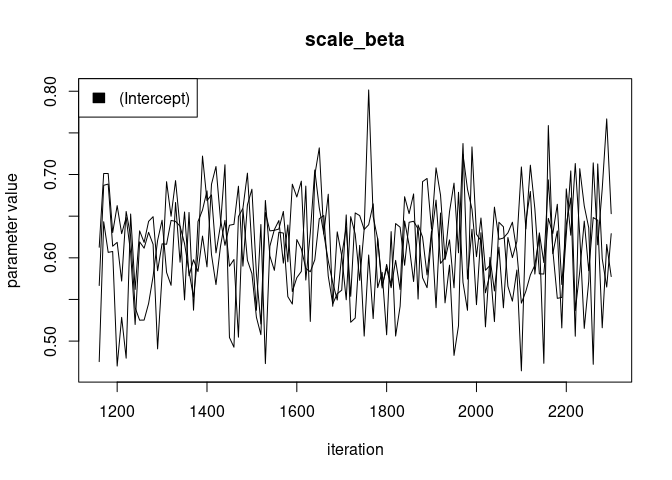 scale_beta
(Intercept)
0.80
0.70
0.60
0.50
parameter value
1200 1400 1600 1800 2000 2200
iteration